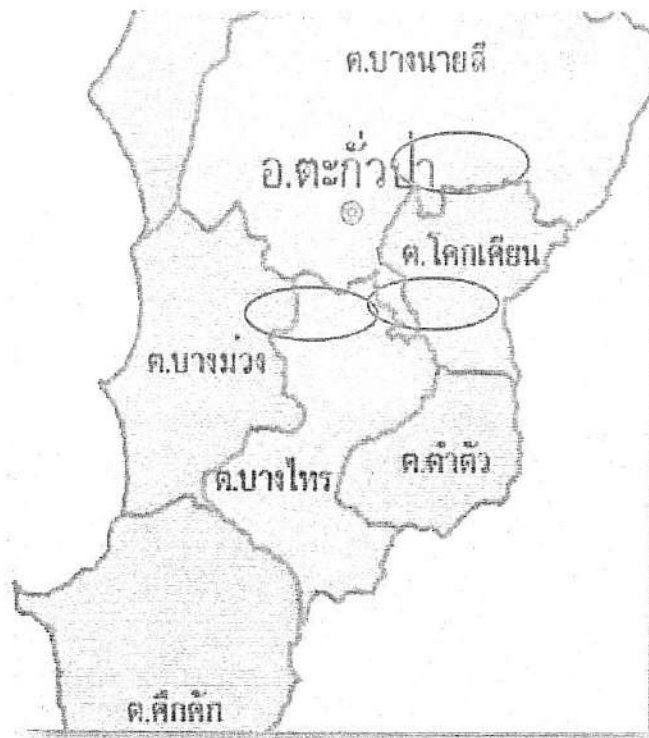 ต.บางนายสี
อ.ตะกั่วป่า
ต.โคกเคียน
ต.บางม่วง
ต.ตำตัว
ต.บางไทร
ต.คึกคัก